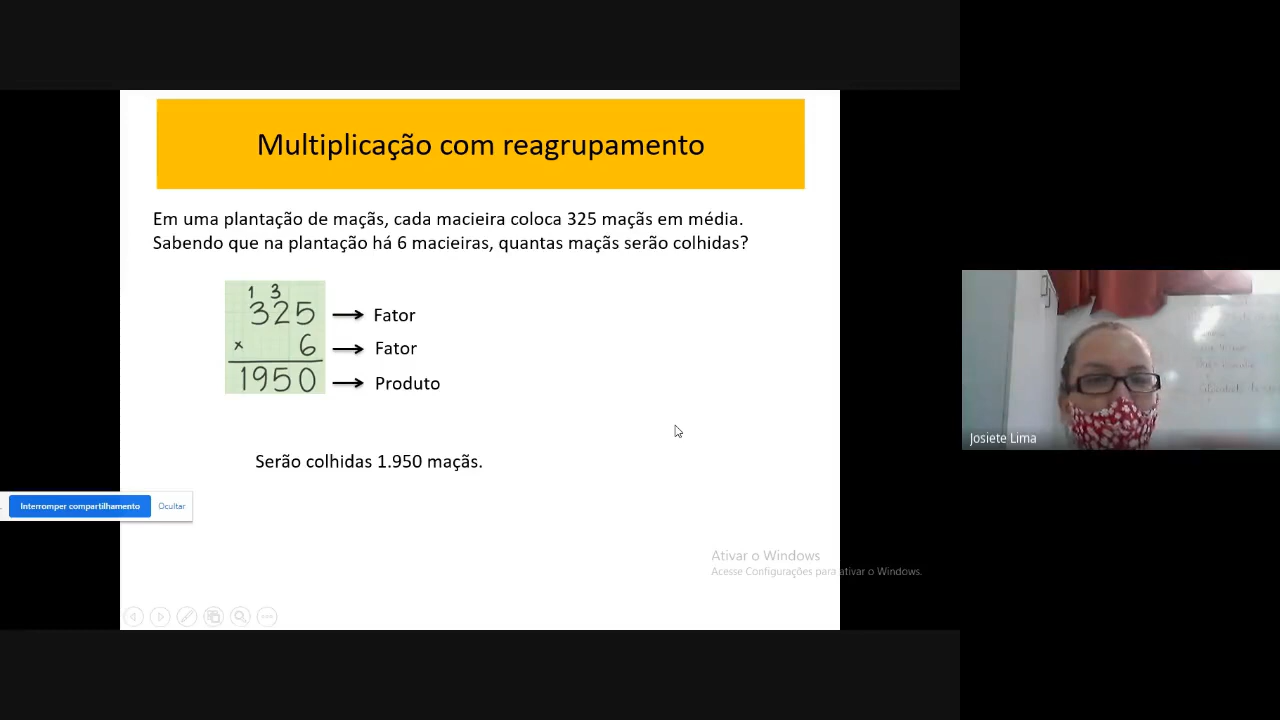 Multiplicação com reagrupamento
Em uma plantação de maçãs, cada macieira coloca 325 maçãs em média.
Sabendo que na plantação há 6 macieiras, quantas maçãs serão colhidas?
1 3
325 → Fator
x 6 → Fator
1950 → Produto
Serão colhidas 1.950 maçãs.
Interromper compartilhamento Ocultar
Ativar o Windows
Acesse Configurações para ativar o Windows.
Josiete Lima